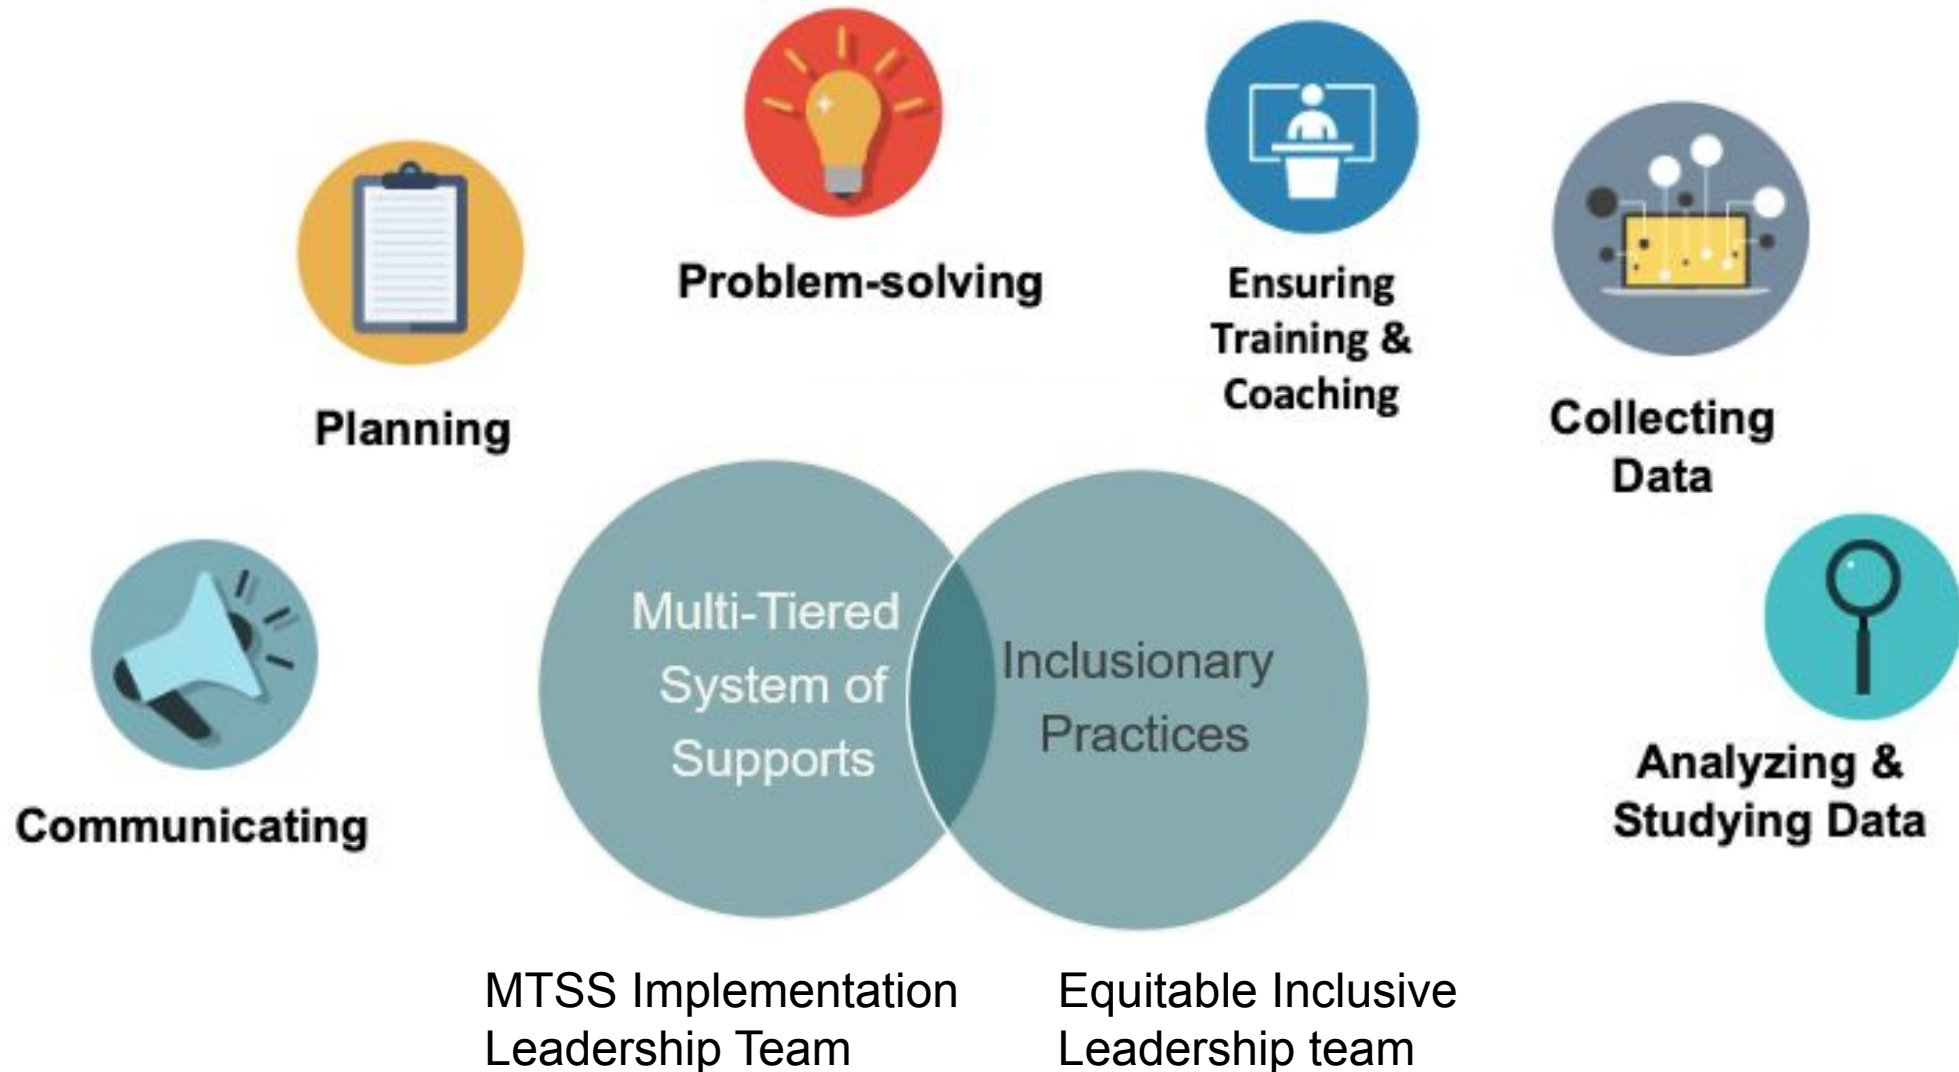 Problem-solving
Ensuring
Training &
Coaching
Planning
Collecting
Data
Multi-Tiered
System of
Supports
Inclusionary
Practices
Communicating
Analyzing &
Studying Data
MTSS Implementation
Leadership Team
Equitable Inclusive
Leadership team